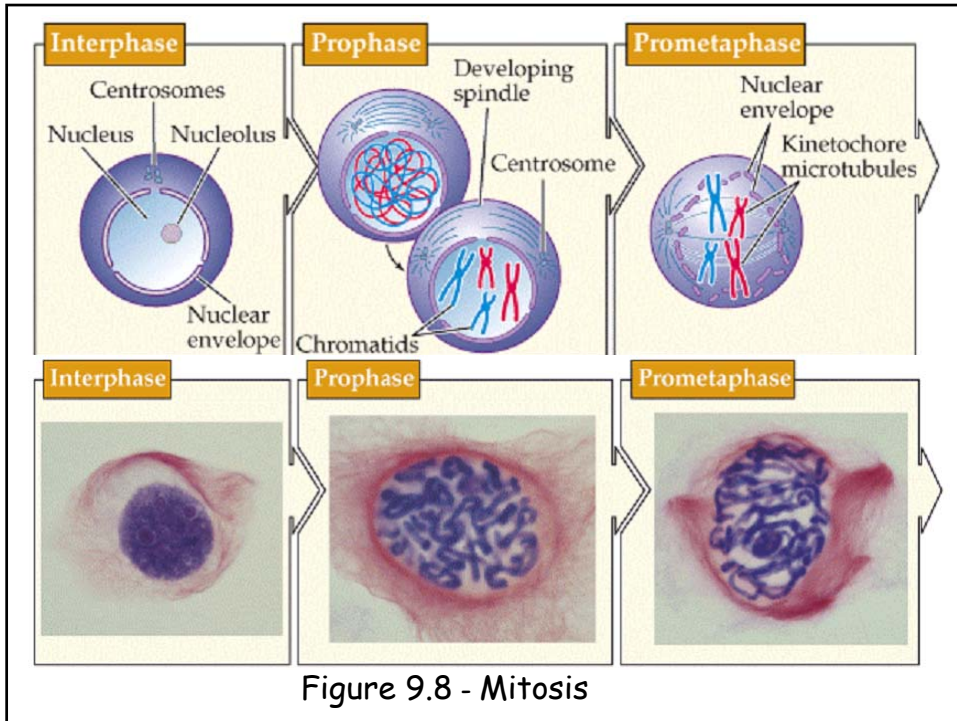 Interphase
Centrosomes
Nucleus
Nucleolus
Nuclear
envelope
Prophase
Developing
spindle
Centrosome
Chromatids
Prometaphase
Nuclear
envelope
Kinetochore
microtubules
Interphase
Prophase
Prometaphase
Figure 9.8 - Mitosis